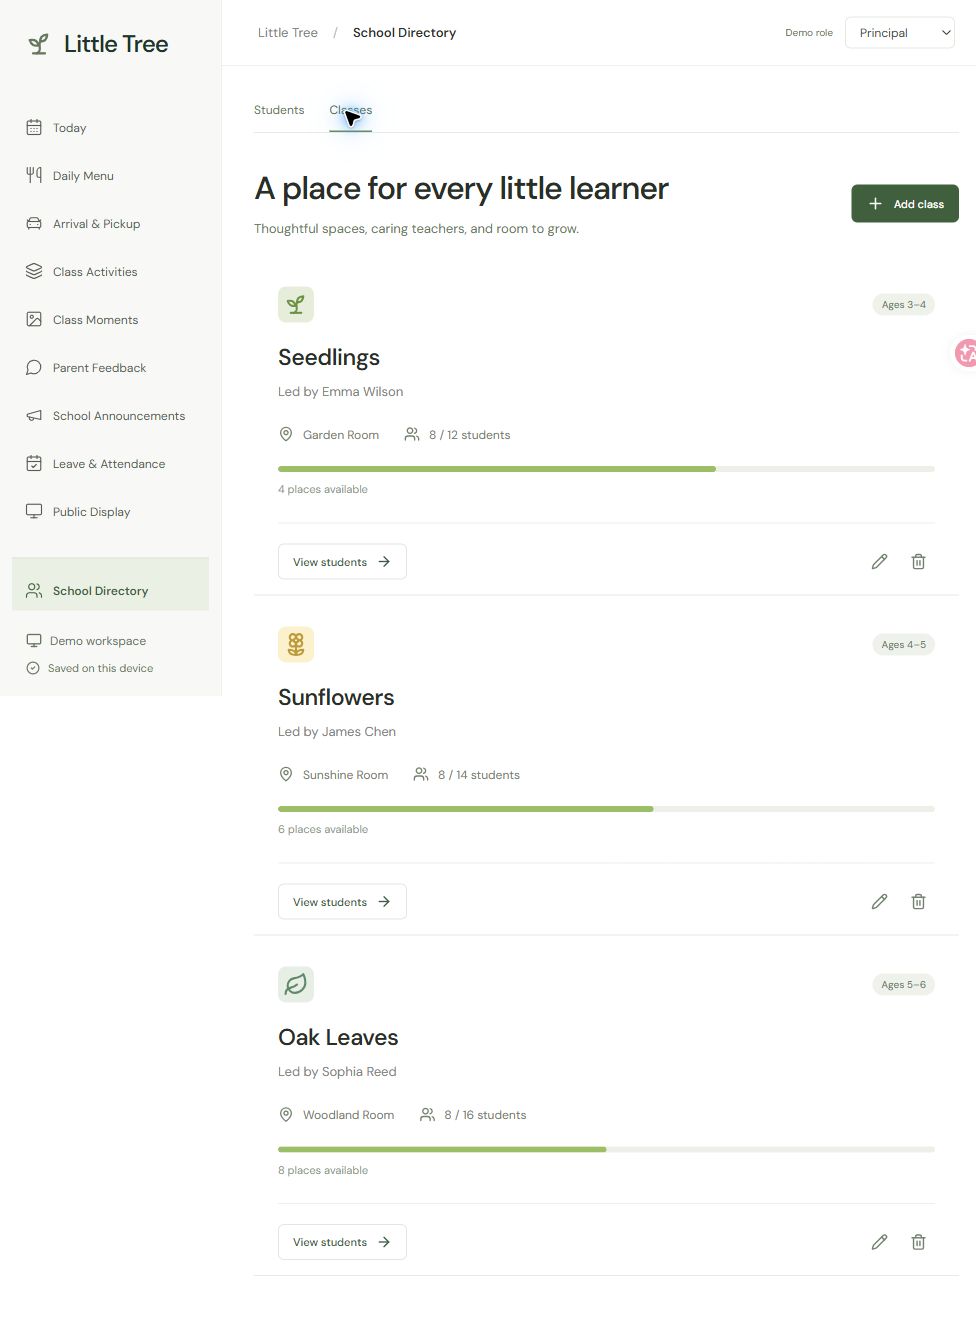 Little Tree
Today
Daily Menu
Arrival & Pickup
Class Activities
Class Moments
Parent Feedback
School Announcements
Leave & Attendance
Public Display
School Directory
Demo workspace
Saved on this device
Little Tree / School Directory
Demo role
Principal
Students
Classes
A place for every little learner
Thoughtful spaces, caring teachers, and room to grow.
Add class
Ages 3–4
Seedlings
Led by Emma Wilson
Garden Room
8 / 12 students
4 places available
View students
Ages 4–5
Sunflowers
Led by James Chen
Sunshine Room
8 / 14 students
6 places available
View students
Ages 5–6
Oak Leaves
Led by Sophia Reed
Woodland Room
8 / 16 students
8 places available
View students